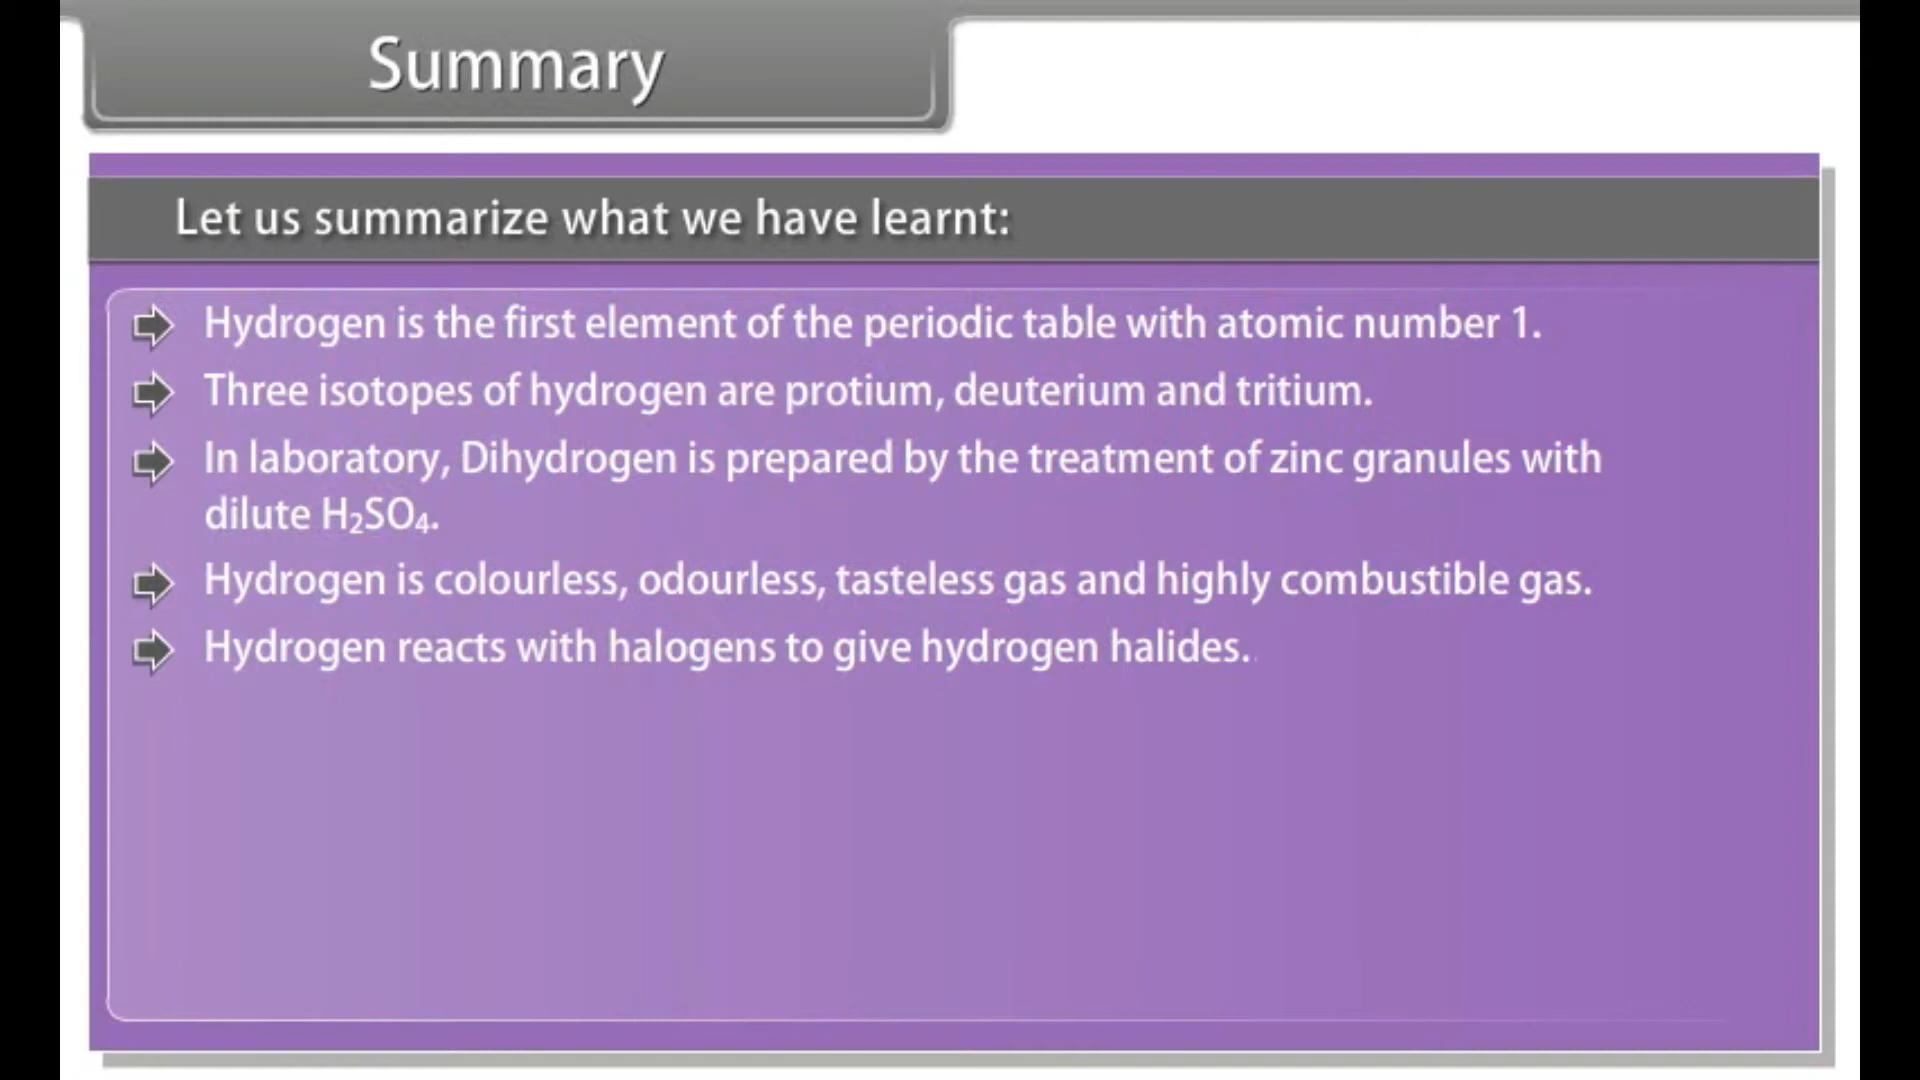 Summary
Let us summarize what we have learnt:
Hydrogen is the first element of the periodic table with atomic number 1.
Three isotopes of hydrogen are protium, deuterium and tritium.
In laboratory, Dihydrogen is prepared by the treatment of zinc granules with
dilute H₂SO₄.
Hydrogen is colourless, odourless, tasteless gas and highly combustible gas.
Hydrogen reacts with halogens to give hydrogen halides.